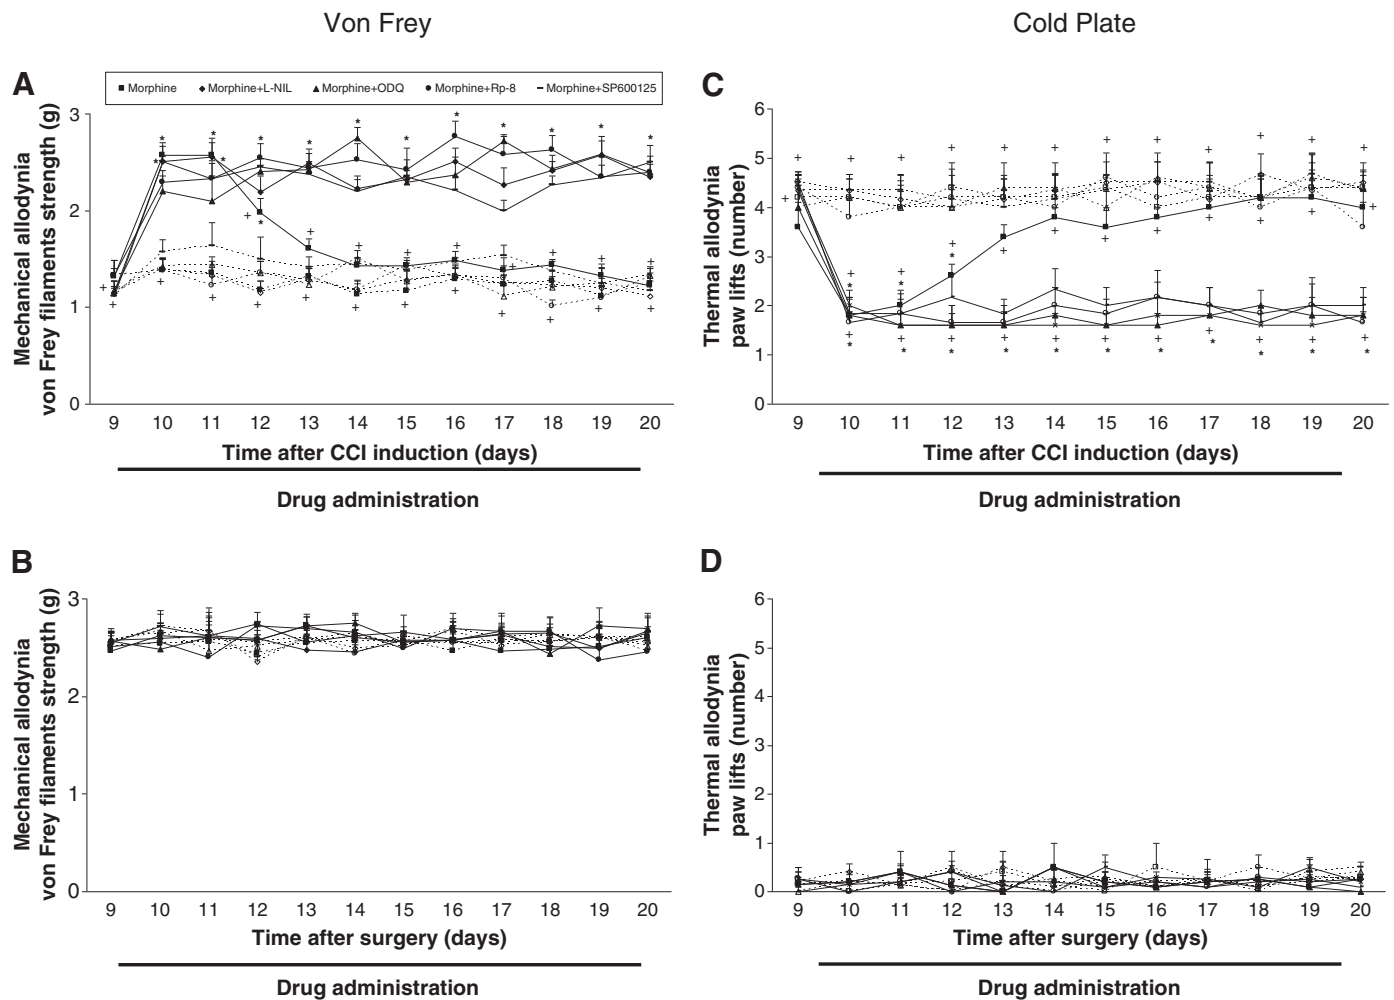 Von Frey
Cold Plate
A
Morphine Morphine+L-NIL Morphine+ODQ Morphine+Rp-8 Morphine+SP600125
Mechanical allodynia
von Frey filaments strength (g)
3
2
1
0
9 10 11 12 13 14 15 16 17 18 19 20
Time after CCI induction (days)
Drug administration
C
Thermal allodynia
paw lifts (number)
6
5
4
3
2
1
0
9 10 11 12 13 14 15 16 17 18 19 20
Time after CCI induction (days)
Drug administration
B
Mechanical allodynia
von Frey filaments strength (g)
3
2
1
0
9 10 11 12 13 14 15 16 17 18 19 20
Time after surgery (days)
Drug administration
D
Thermal allodynia
paw lifts (number)
6
5
4
3
2
1
0
9 10 11 12 13 14 15 16 17 18 19 20
Time after surgery (days)
Drug administration